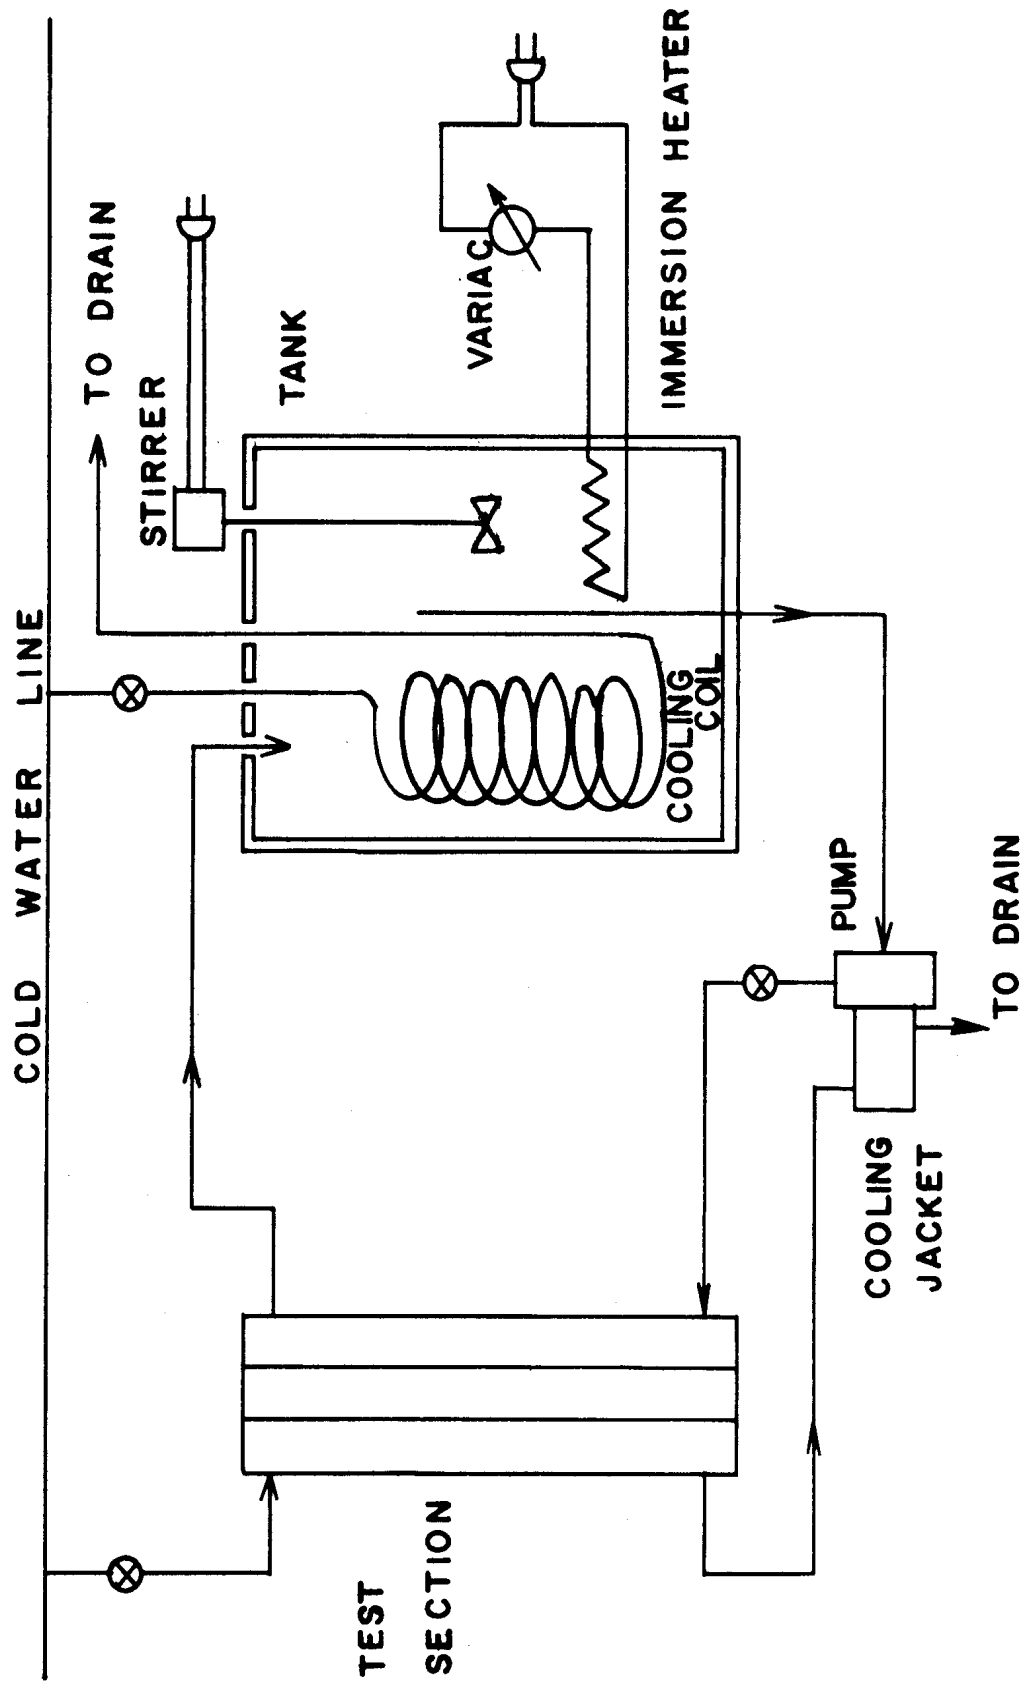 COLD WATER LINE
TO DRAIN
STIRRER
TANK
VARIAC
IMMERSION HEATER
COOLING
COIL
PUMP
TO DRAIN
COOLING
JACKET
TEST
SECTION